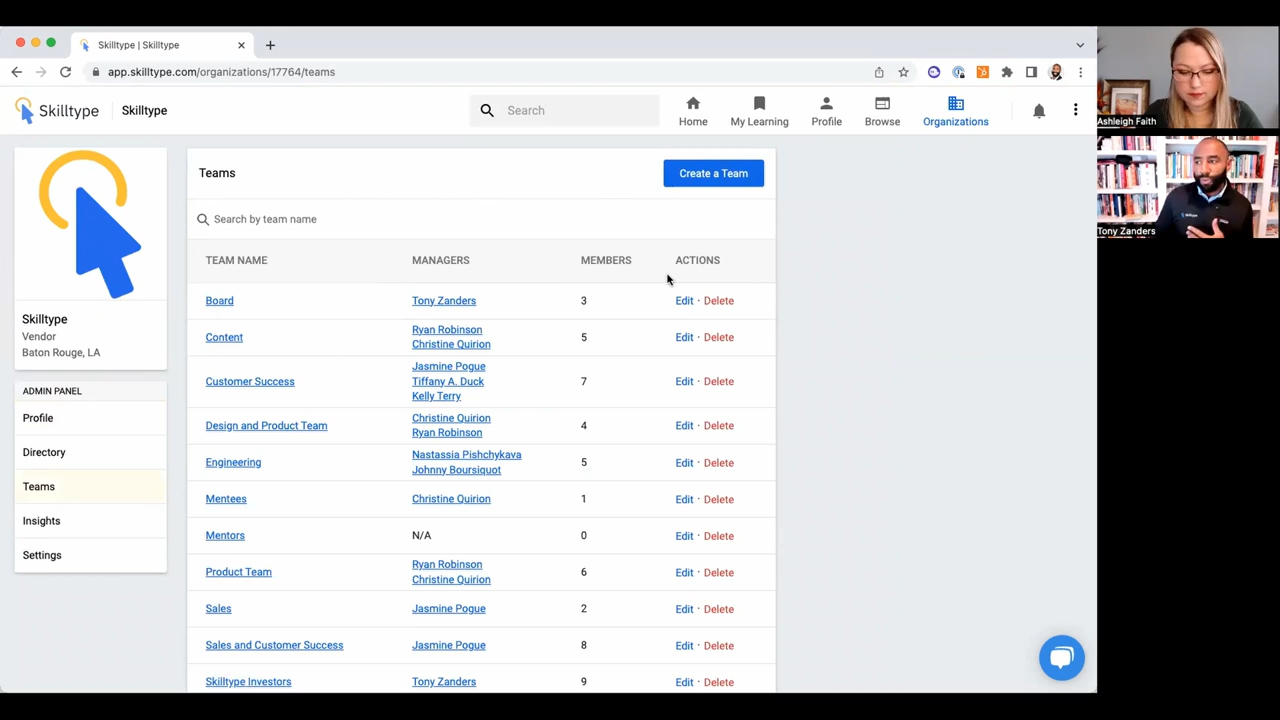 Skilltype | Skilltype
app.skilltype.com/organizations/17764/teams
Skilltype
Skilltype
Search
Home
My Learning
Profile
Browse
Organizations
Ashleigh Faith
Tony Zanders
Skilltype
Vendor
Baton Rouge, LA
ADMIN PANEL
Profile
Directory
Teams
Insights
Settings
Teams
Create a Team
Search by team name
TEAM NAME MANAGERS MEMBERS ACTIONS
Board Tony Zanders 3 Edit · Delete
Content Ryan Robinson 5 Edit · Delete
Christine Quirion
Customer Success Jasmine Pogue 7 Edit · Delete
Tiffany A. Duck
Kelly Terry
Design and Product Team Christine Quirion 4 Edit · Delete
Ryan Robinson
Engineering Nastassia Pishchykava 5 Edit · Delete
Johnny Boursiquot
Mentees Christine Quirion 1 Edit · Delete
Mentors N/A 0 Edit · Delete
Product Team Ryan Robinson 6 Edit · Delete
Christine Quirion
Sales Jasmine Pogue 2 Edit · Delete
Sales and Customer Success Jasmine Pogue 8 Edit · Delete
Skilltype Investors Tony Zanders 9 Edit · Delete